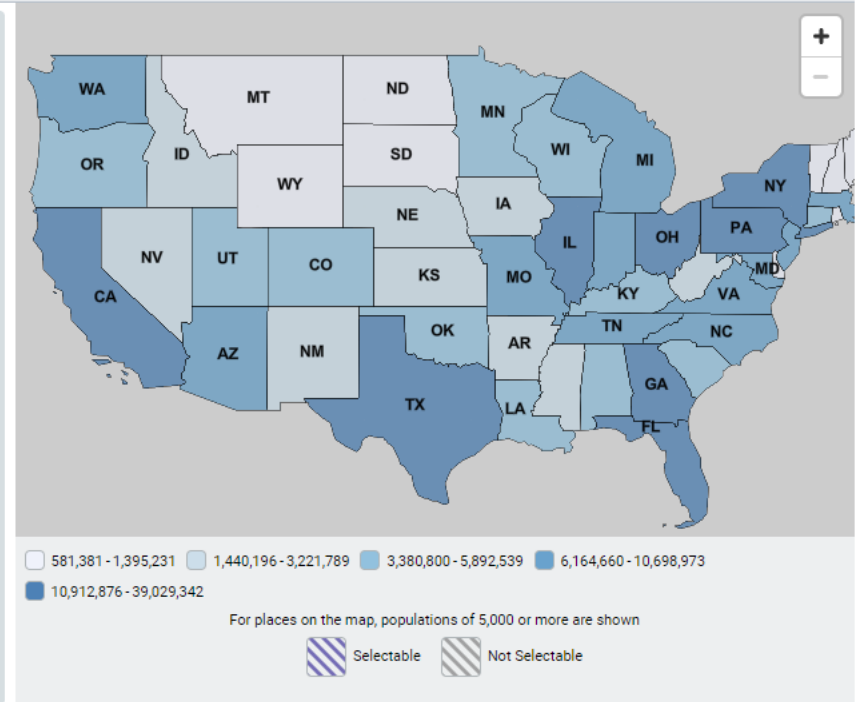 +
−
WA
MT
ND
MN
OR
ID
SD
WI
MI
WY
NY
NE
IA
NV
UT
CO
IL
OH
PA
KS
MO
MD
CA
KY
VA
AZ
NM
OK
AR
TN
NC
TX
LA
GA
FL
581,381 - 1,395,231 1,440,196 - 3,221,789 3,380,800 - 5,892,539 6,164,660 - 10,698,973
10,912,876 - 39,029,342
For places on the map, populations of 5,000 or more are shown
Selectable Not Selectable